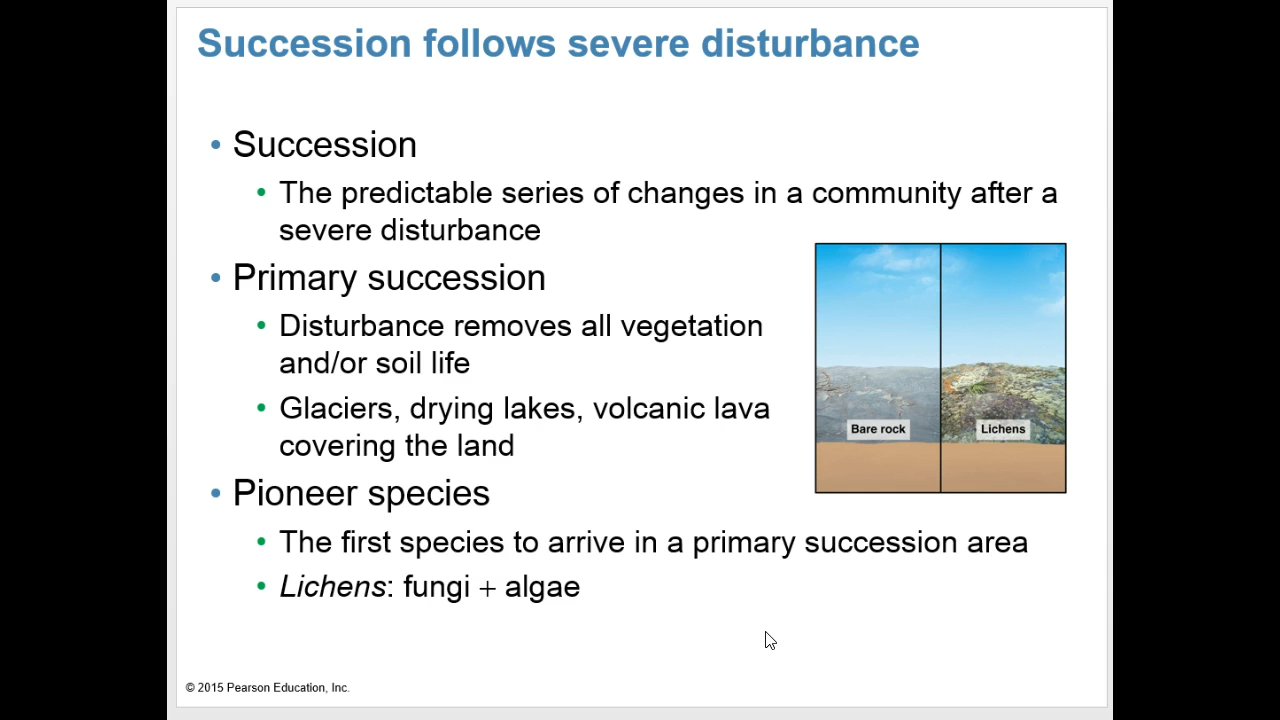 Succession follows severe disturbance
• Succession
• The predictable series of changes in a community after a
severe disturbance
• Primary succession
• Disturbance removes all vegetation
and/or soil life
• Glaciers, drying lakes, volcanic lava
covering the land
Bare rock
Lichens
• Pioneer species
• The first species to arrive in a primary succession area
• Lichens: fungi + algae
© 2015 Pearson Education, Inc.